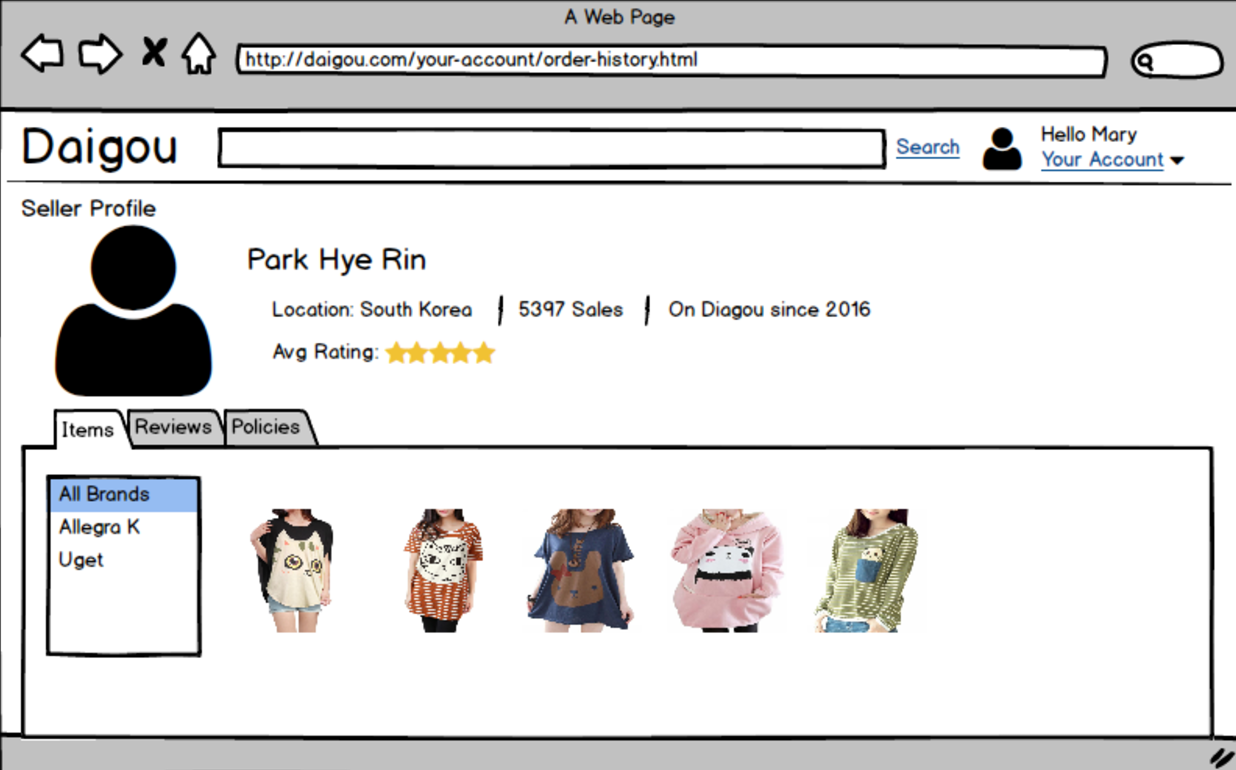 A Web Page
http://daigou.com/your-account/order-history.html
Daigou
Search
Hello Mary
Your Account
Seller Profile
Park Hye Rin
Location: South Korea
5397 Sales
On Diagou since 2016
Avg Rating:
Items
Reviews
Policies
All Brands
Allegra K
Uget